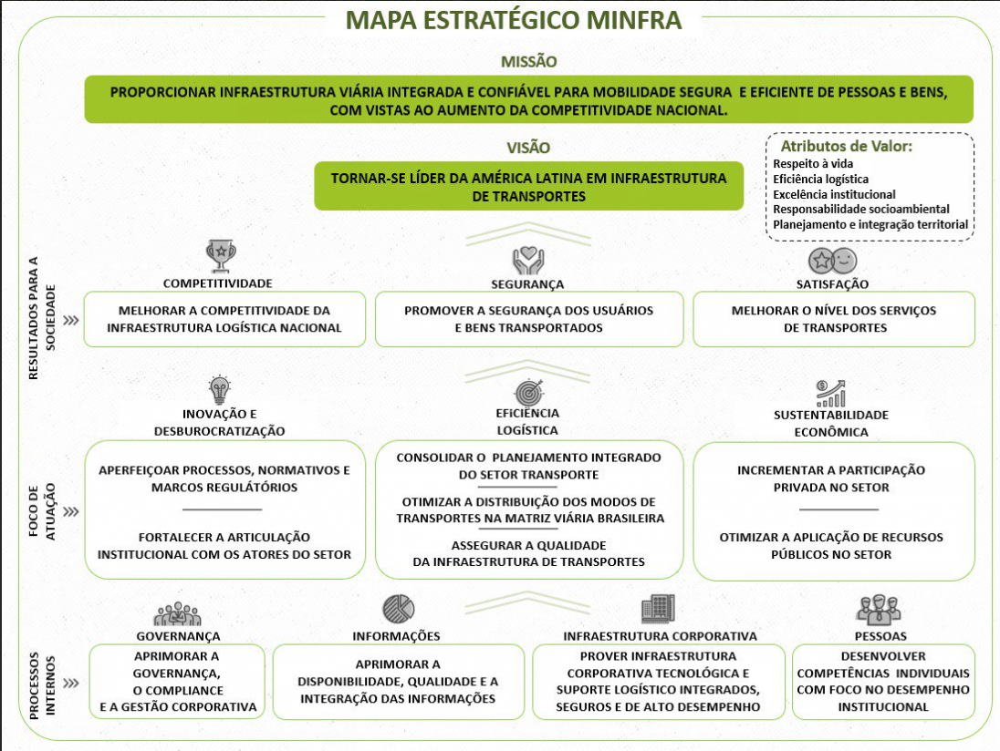 MAPA ESTRATÉGICO MINFRA
MISSÃO
PROPORCIONAR INFRAESTRUTURA VIÁRIA INTEGRADA E CONFIÁVEL PARA MOBILIDADE SEGURA E EFICIENTE DE PESSOAS E BENS,
COM VISTAS AO AUMENTO DA COMPETITIVIDADE NACIONAL.
VISÃO
TORNAR-SE LÍDER DA AMÉRICA LATINA EM INFRAESTRUTURA
DE TRANSPORTES
Atributos de Valor:
Respeito à vida
Eficiência logística
Excelência institucional
Responsabilidade socioambiental
Planejamento e integração territorial
RESULTADOS PARA A
SOCIEDADE
COMPETITIVIDADE
MELHORAR A COMPETITIVIDADE DA
INFRAESTRUTURA LOGÍSTICA NACIONAL
SEGURANÇA
PROMOVER A SEGURANÇA DOS USUÁRIOS
E BENS TRANSPORTADOS
SATISFAÇÃO
MELHORAR O NÍVEL DOS SERVIÇOS
DE TRANSPORTES
FOCO DE
ATUAÇÃO
INOVAÇÃO E
DESBUROCRATIZAÇÃO
APERFEIÇOAR PROCESSOS, NORMATIVOS E
MARCOS REGULATÓRIOS
FORTALECER A ARTICULAÇÃO
INSTITUCIONAL COM OS ATORES DO SETOR
EFICIÊNCIA
LOGÍSTICA
CONSOLIDAR O PLANEJAMENTO INTEGRADO
DO SETOR TRANSPORTE
OTIMIZAR A DISTRIBUIÇÃO DOS MODOS DE
TRANSPORTES NA MATRIZ VIÁRIA BRASILEIRA
ASSEGURAR A QUALIDADE
DA INFRAESTRUTURA DE TRANSPORTES
SUSTENTABILIDADE
ECONÔMICA
INCREMENTAR A PARTICIPAÇÃO
PRIVADA NO SETOR
OTIMIZAR A APLICAÇÃO DE RECURSOS
PÚBLICOS NO SETOR
PROCESSOS
INTERNOS
GOVERNANÇA
APRIMORAR A
GOVERNANÇA,
O COMPLIANCE
E A GESTÃO CORPORATIVA
INFORMAÇÕES
APRIMORAR A
DISPONIBILIDADE, QUALIDADE E A
INTEGRAÇÃO DAS INFORMAÇÕES
INFRAESTRUTURA CORPORATIVA
PROVER INFRAESTRUTURA
CORPORATIVA TECNOLÓGICA E
SUPORTE LOGÍSTICO INTEGRADOS,
SEGUROS E DE ALTO DESEMPENHO
PESSOAS
DESENVOLVER
COMPETÊNCIAS INDIVIDUAIS
COM FOCO NO DESEMPENHO
INSTITUCIONAL